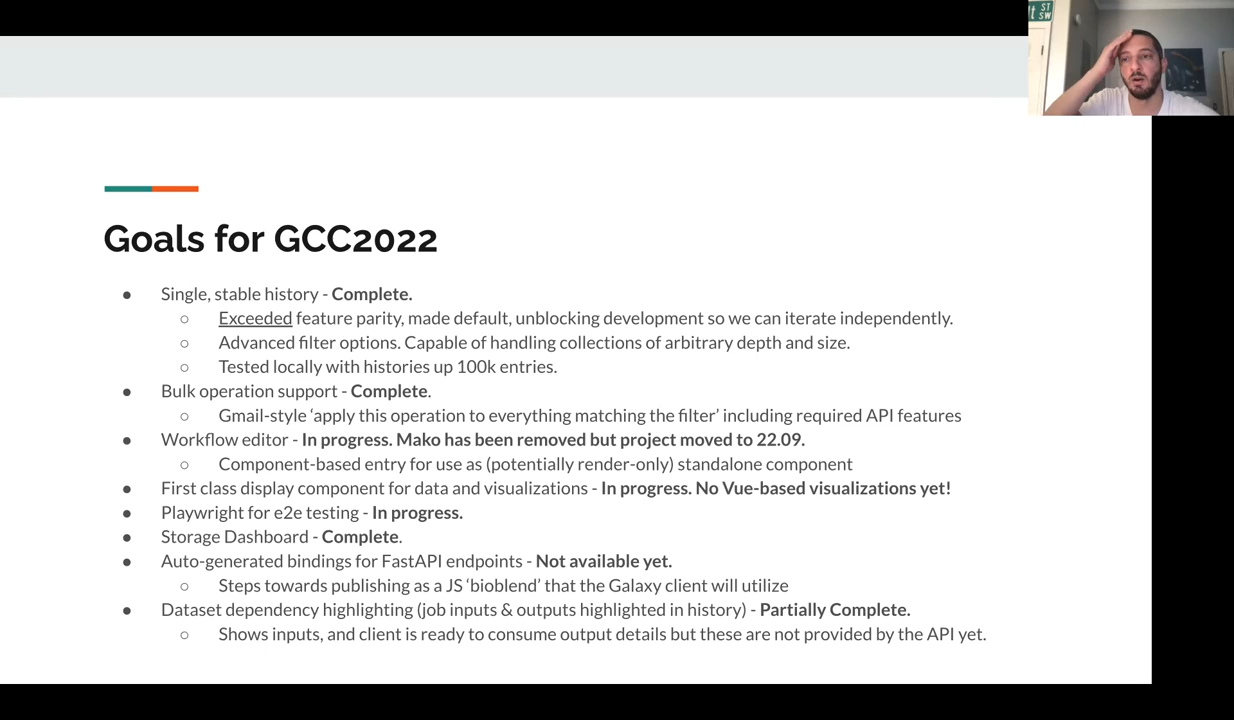 ST
SW
Goals for GCC2022
● Single, stable history - Complete.
○ Exceeded feature parity, made default, unblocking development so we can iterate independently.
○ Advanced filter options. Capable of handling collections of arbitrary depth and size.
○ Tested locally with histories up 100k entries.
● Bulk operation support - Complete.
○ Gmail-style ‘apply this operation to everything matching the filter’ including required API features
● Workflow editor - In progress. Mako has been removed but project moved to 22.09.
○ Component-based entry for use as (potentially render-only) standalone component
● First class display component for data and visualizations - In progress. No Vue-based visualizations yet!
● Playwright for e2e testing - In progress.
● Storage Dashboard - Complete.
● Auto-generated bindings for FastAPI endpoints - Not available yet.
○ Steps towards publishing as a JS ‘bioblend’ that the Galaxy client will utilize
● Dataset dependency highlighting (job inputs & outputs highlighted in history) - Partially Complete.
○ Shows inputs, and client is ready to consume output details but these are not provided by the API yet.